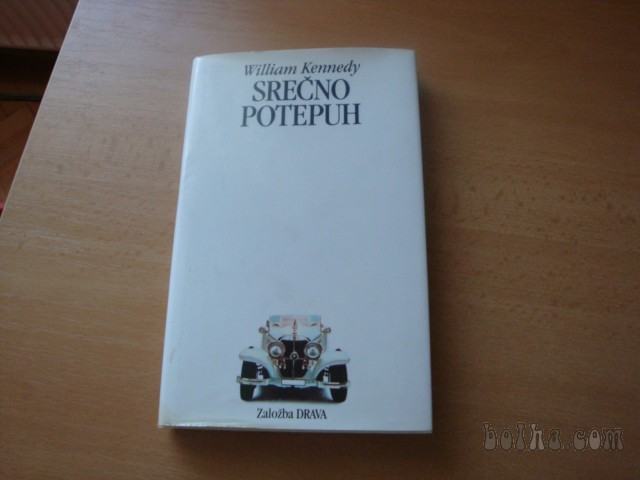 William Kennedy
SREČNO
POTEPUH
Založba DRAVA
bolha.com